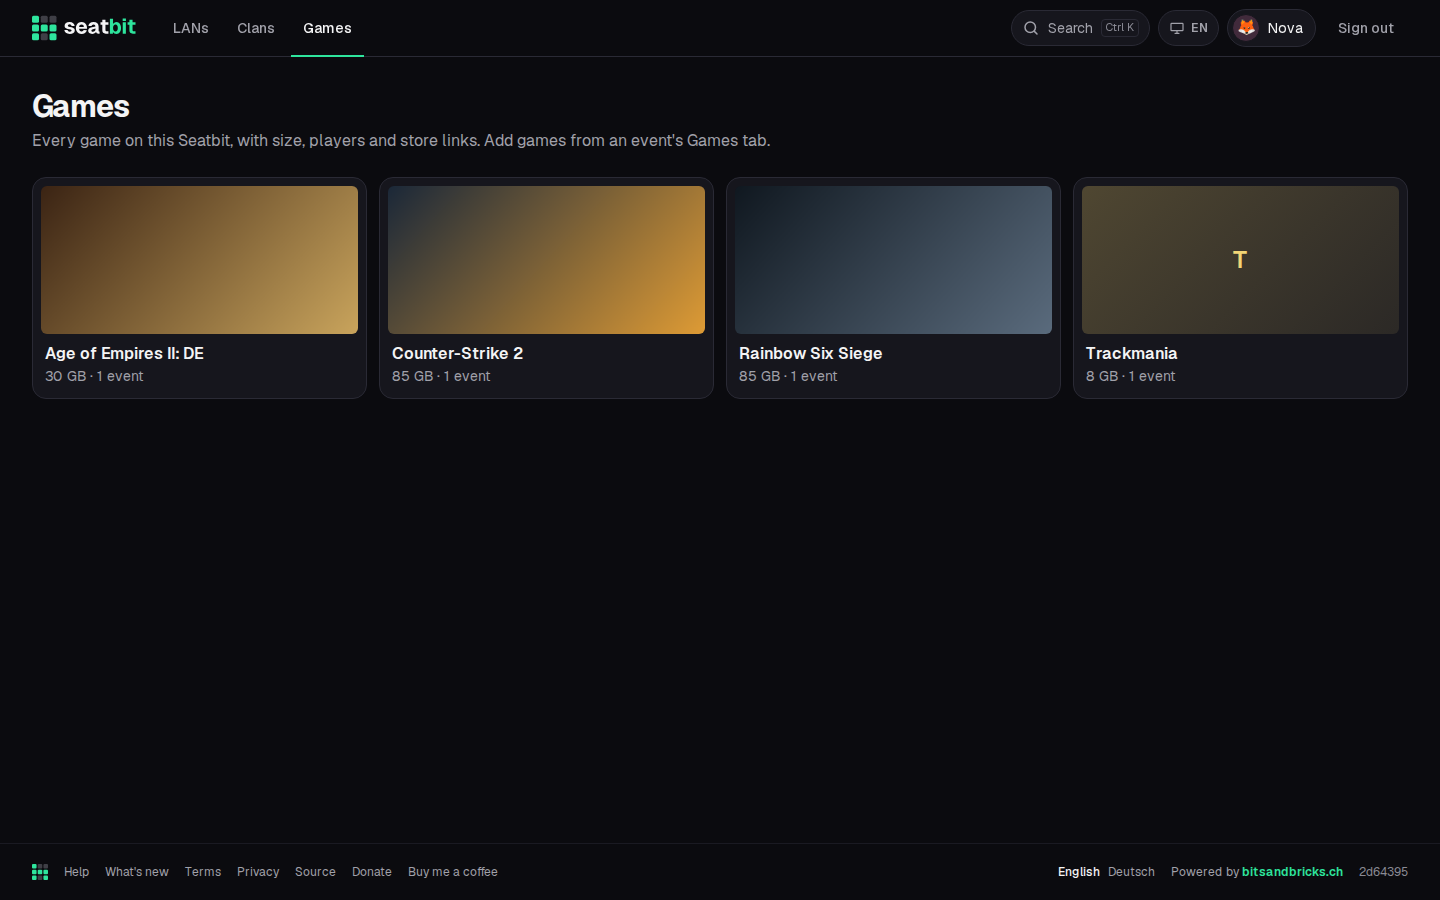 seatbit LANs Clans Games Search Ctrl K EN Nova Sign out
Games
Every game on this Seatbit, with size, players and store links. Add games from an event's Games tab.
T
Age of Empires II: DE
30 GB · 1 event
Counter-Strike 2
85 GB · 1 event
Rainbow Six Siege
85 GB · 1 event
Trackmania
8 GB · 1 event
Help What's new Terms Privacy Source Donate Buy me a coffee English Deutsch Powered by bitsandbricks.ch 2d64395